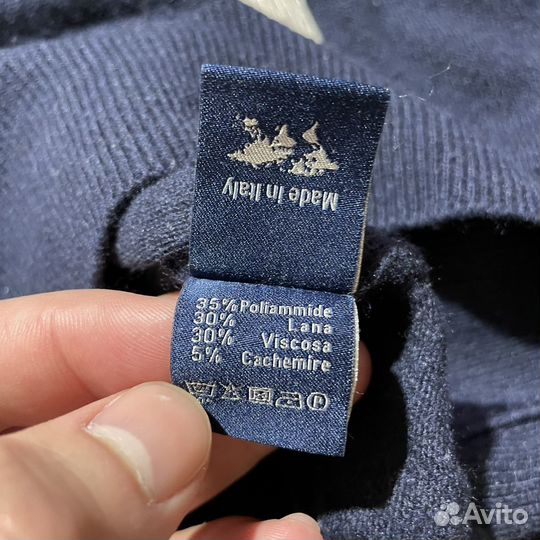 Made in Italy
35% Poliammide
30% Lana
30% Viscosa
5% Cachemire
P
Avito